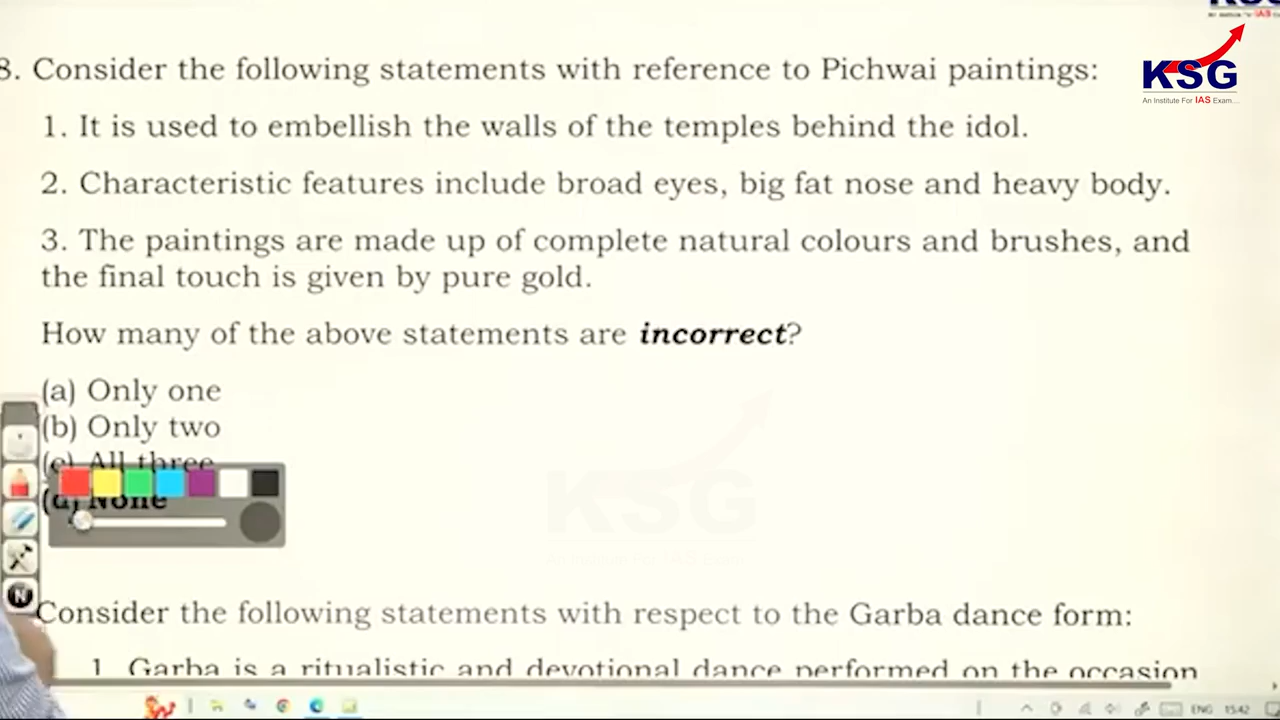 KSG
An Institute For IAS Exam...
8. Consider the following statements with reference to Pichwai paintings:
1. It is used to embellish the walls of the temples behind the idol.
2. Characteristic features include broad eyes, big fat nose and heavy body.
3. The paintings are made up of complete natural colours and brushes, and
the final touch is given by pure gold.
How many of the above statements are incorrect?
(a) Only one
(b) Only two
(c) All three
(d) None
KSG
Consider the following statements with respect to the Garba dance form:
1. Garba is a ritualistic and devotional dance performed on the occasion
ENG 15:42